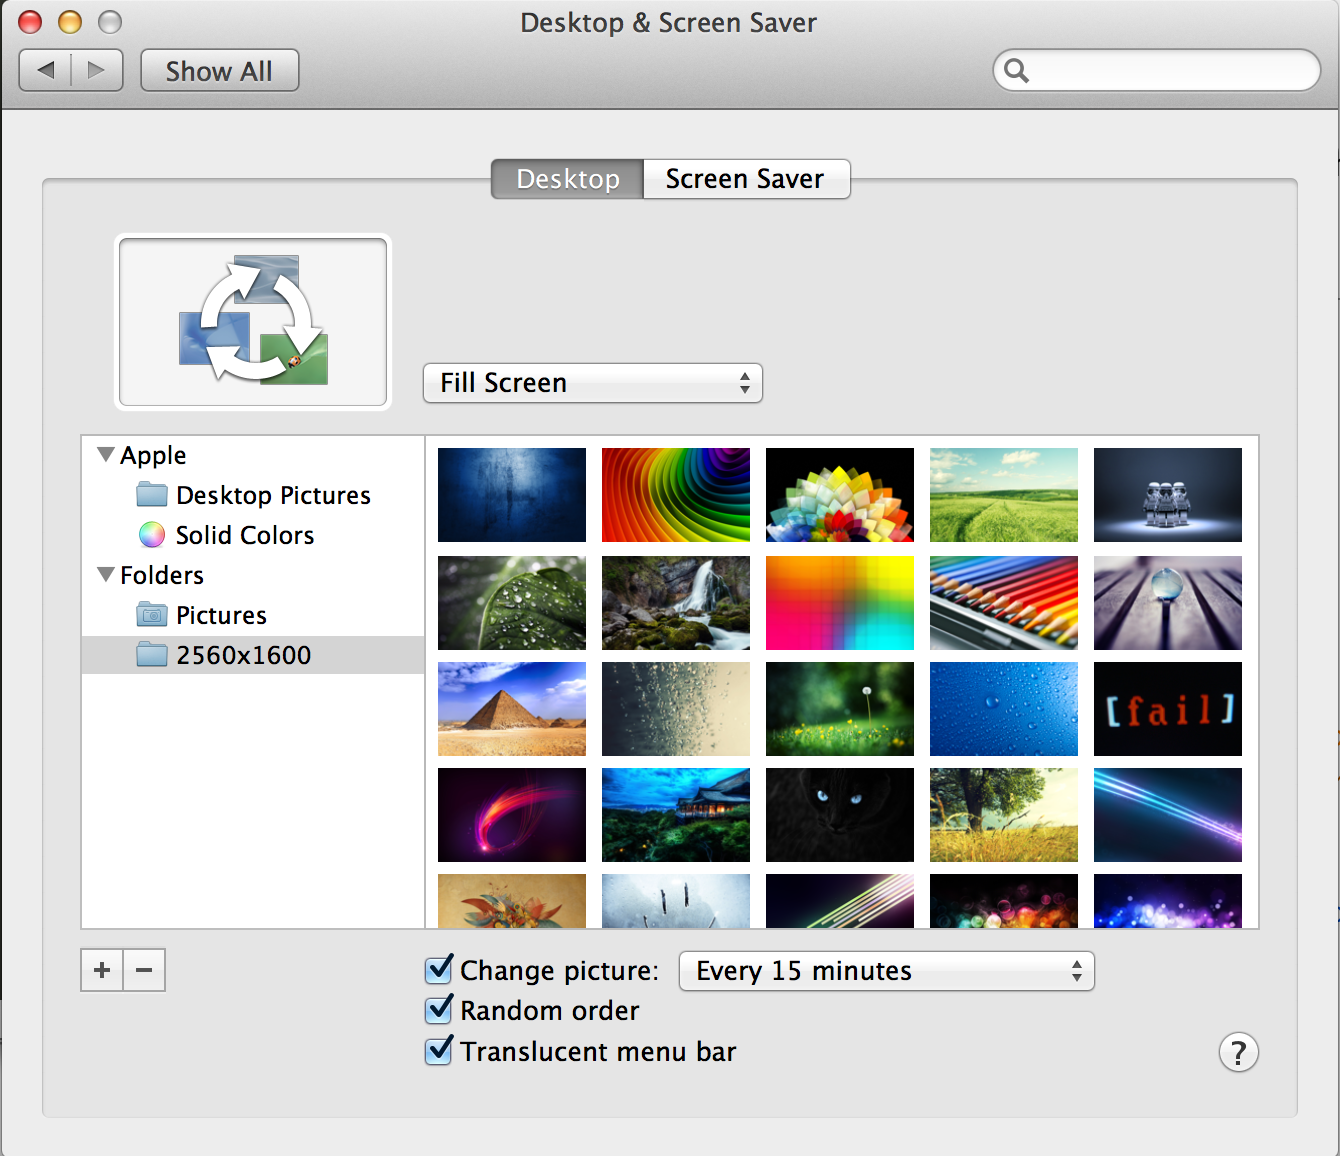 Desktop & Screen Saver
Show All
Desktop
Screen Saver
Fill Screen
Apple
Desktop Pictures
Solid Colors
Folders
Pictures
2560x1600
[fail]
Change picture: Every 15 minutes
Random order
Translucent menu bar
?